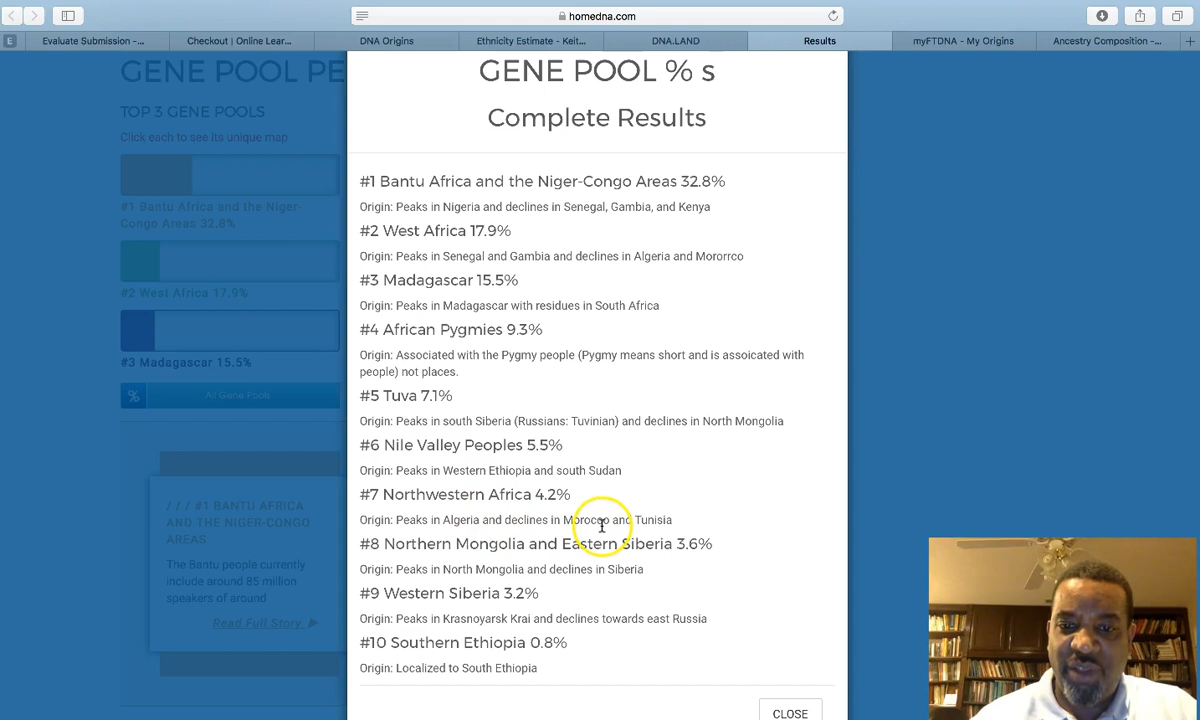 homedna.com
E
Evaluate Submission -...
Checkout | Online Lear...
DNA Origins
Ethnicity Estimate - Keit...
DNA.LAND
Results
myFTDNA - My Origins
Ancestry Composition -...
GENE POOL PE
TOP 3 GENE POOLS
Click each to see its unique map
#1 Bantu Africa and the Niger-
Congo Areas 32.8%
#2 West Africa 17.9%
#3 Madagascar 15.5%
% All Gene Pools
/ / / #1 BANTU AFRICA
AND THE NIGER-CONGO
AREAS
The Bantu people currently
include around 85 million
speakers of around
Read Full Story
GENE POOL % s
Complete Results
#1 Bantu Africa and the Niger-Congo Areas 32.8%
Origin: Peaks in Nigeria and declines in Senegal, Gambia, and Kenya
#2 West Africa 17.9%
Origin: Peaks in Senegal and Gambia and declines in Algeria and Mororrco
#3 Madagascar 15.5%
Origin: Peaks in Madagascar with residues in South Africa
#4 African Pygmies 9.3%
Origin: Associated with the Pygmy people (Pygmy means short and is assoicated with
people) not places.
#5 Tuva 7.1%
Origin: Peaks in south Siberia (Russians: Tuvinian) and declines in North Mongolia
#6 Nile Valley Peoples 5.5%
Origin: Peaks in Western Ethiopia and south Sudan
#7 Northwestern Africa 4.2%
Origin: Peaks in Algeria and declines in Morocco and Tunisia
#8 Northern Mongolia and Eastern Siberia 3.6%
Origin: Peaks in North Mongolia and declines in Siberia
#9 Western Siberia 3.2%
Origin: Peaks in Krasnoyarsk Krai and declines towards east Russia
#10 Southern Ethiopia 0.8%
Origin: Localized to South Ethiopia
CLOSE